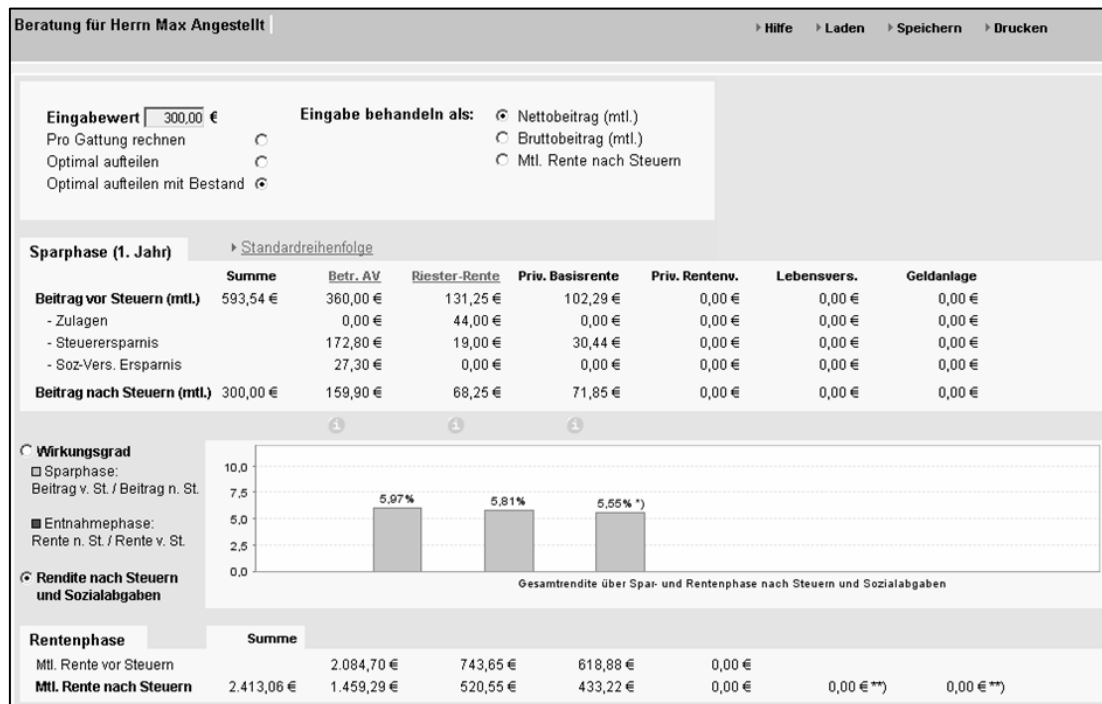 Beratung für Herrn Max Angestellt
Hilfe Laden Speichern Drucken
Eingabewert 300,00 €
Pro Gattung rechnen
Optimal aufteilen
Optimal aufteilen mit Bestand
Eingabe behandeln als:
Nettobeitrag (mtl.)
Bruttobeitrag (mtl.)
Mtl. Rente nach Steuern
Sparphase (1. Jahr) Standardreihenfolge
Summe Betr. AV Riester-Rente Priv. Basisrente Priv. Rentenv. Lebensvers. Geldanlage
Beitrag vor Steuern (mtl.) 593,54 € 360,00 € 131,25 € 102,29 € 0,00 € 0,00 € 0,00 €
- Zulagen 0,00 € 44,00 € 0,00 € 0,00 € 0,00 € 0,00 €
- Steuerersparnis 172,80 € 19,00 € 30,44 € 0,00 € 0,00 € 0,00 €
- Soz-Vers. Ersparnis 27,30 € 0,00 € 0,00 € 0,00 € 0,00 € 0,00 €
Beitrag nach Steuern (mtl.) 300,00 € 159,90 € 68,25 € 71,85 € 0,00 € 0,00 € 0,00 €
i i i
Wirkungsgrad
Sparphase:
Beitrag v. St. / Beitrag n. St.
Entnahmephase:
Rente n. St. / Rente v. St.
Rendite nach Steuern
und Sozialabgaben
10,0
7,5
5,0
2,5
0,0
5,97% 5,81% 5,55% *)
Gesamtrendite über Spar- und Rentenphase nach Steuern und Sozialabgaben
Rentenphase Summe
Mtl. Rente vor Steuern 2.084,70 € 743,65 € 618,88 € 0,00 €
Mtl. Rente nach Steuern 2.413,06 € 1.459,29 € 520,55 € 433,22 € 0,00 € 0,00 € **) 0,00 € **)